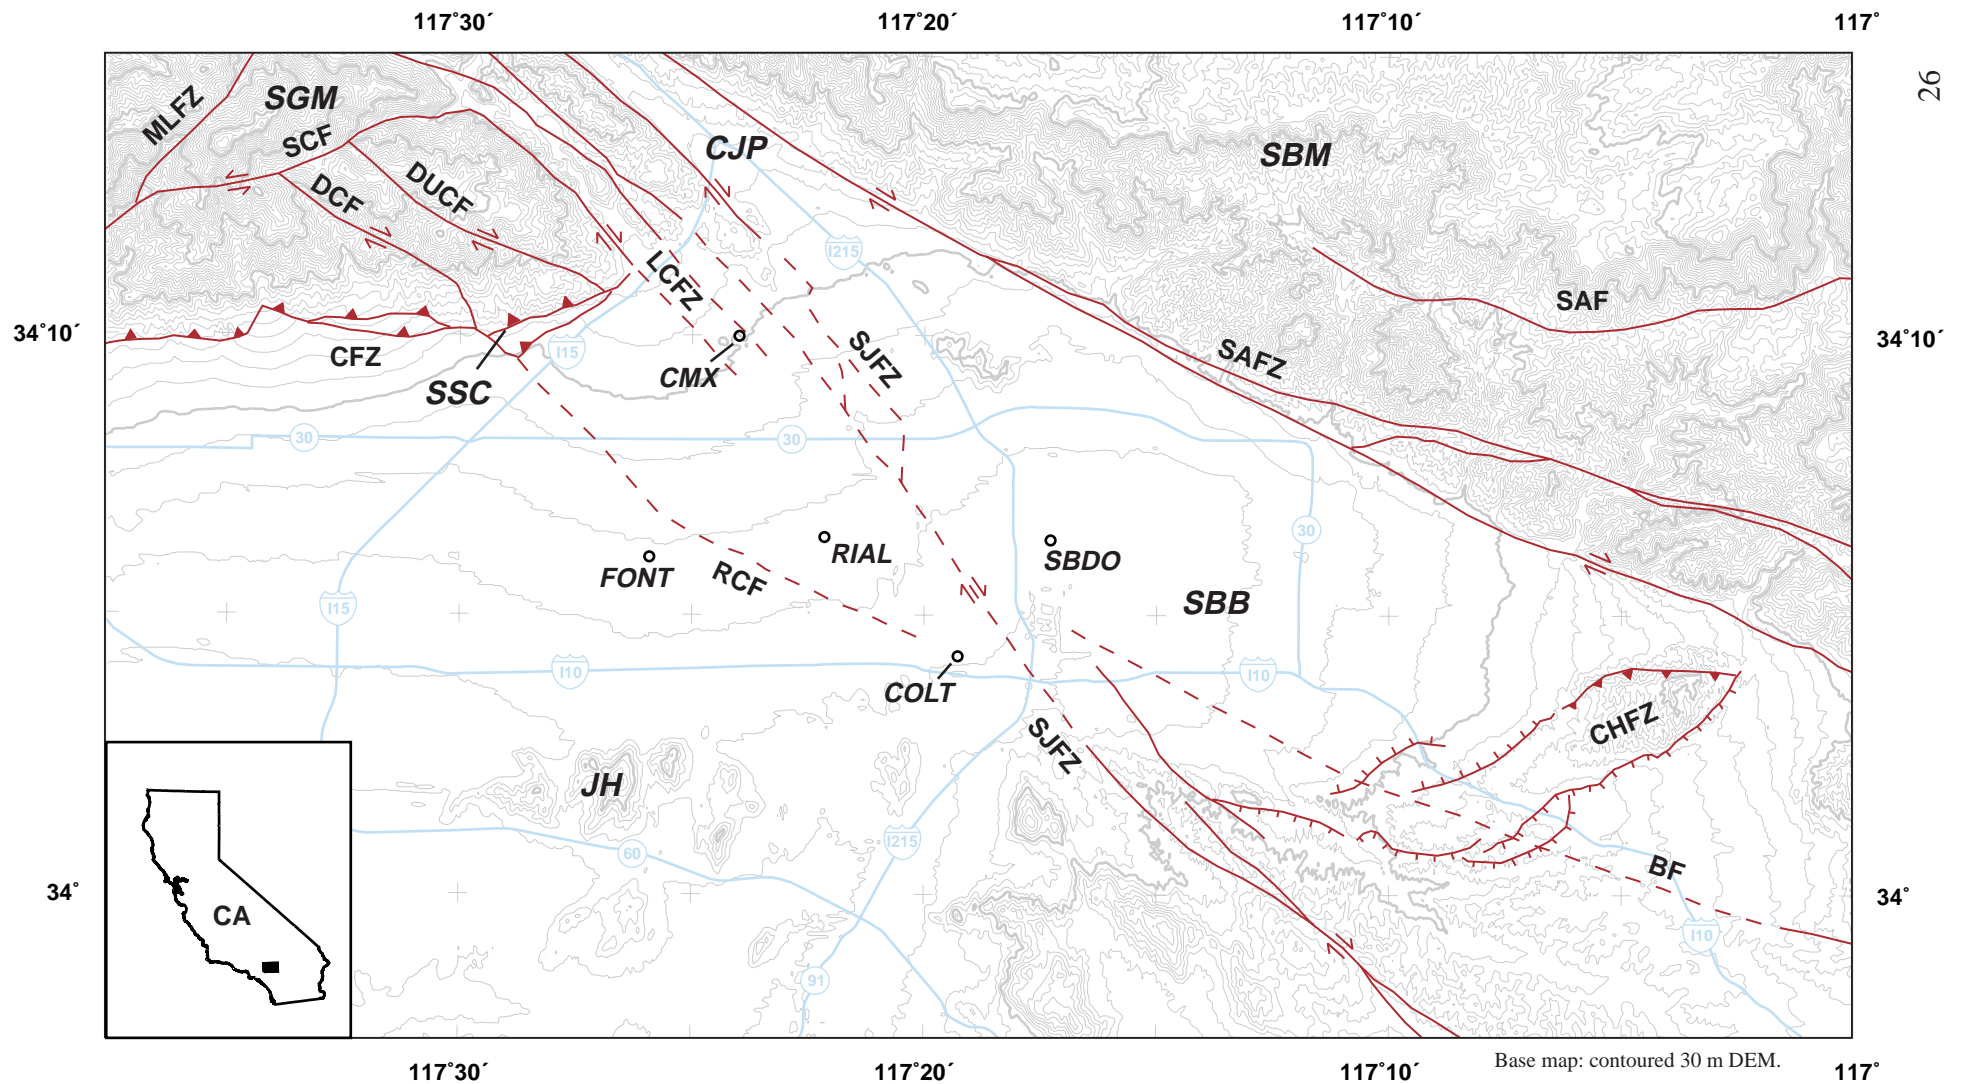 117˚30´
117˚20´
117˚10´
117˚
26
MLFZ
SGM
SCF
CJP
SBM
DCF
DUCF
I215
LCFZ
SAF
34˚10´
34˚10´
CFZ
I15
SJFZ
SAFZ
CMX
SSC
30
30
30
RIAL
SBDO
FONT
RCF
SBB
I15
I10
I10
COLT
CHFZ
SJFZ
JH
I215
60
BF
34˚
34˚
CA
I10
91
Base map: contoured 30 m DEM.
117˚30´
117˚20´
117˚10´
117˚